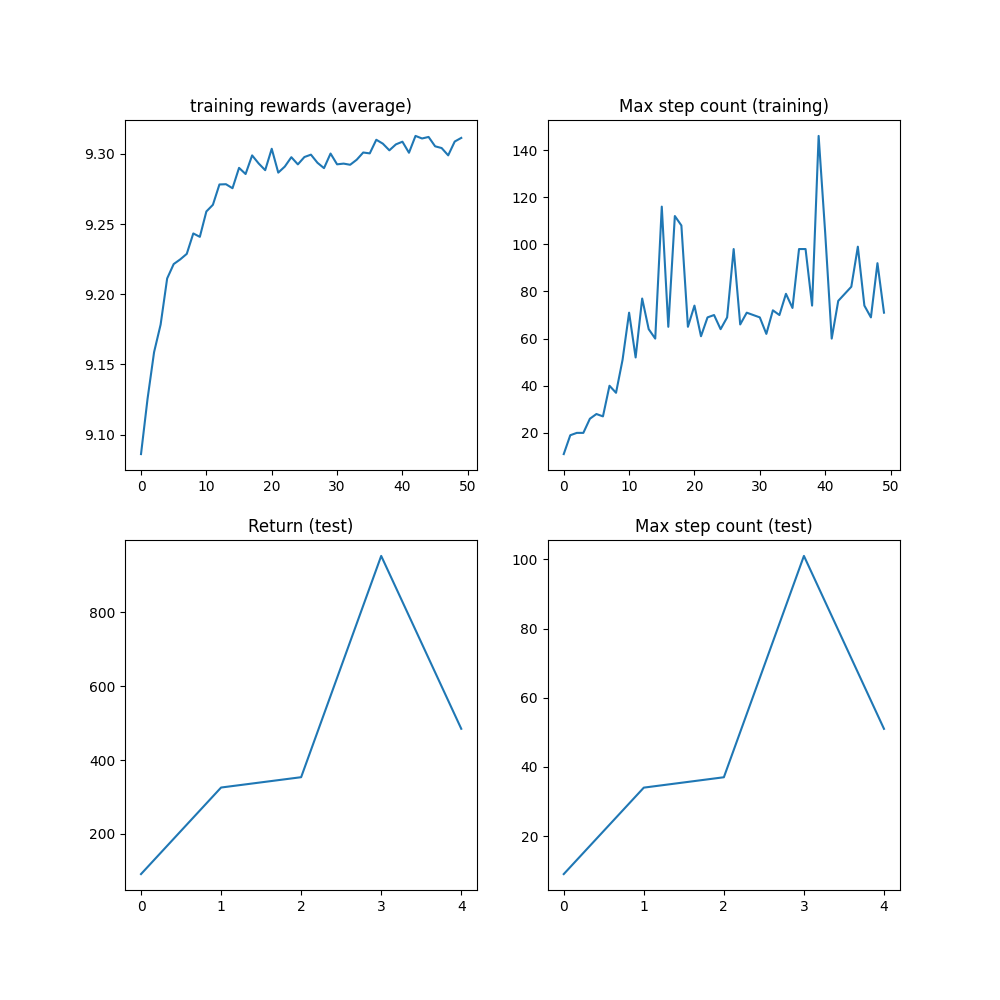 training rewards (average)
9.30
9.25
9.20
9.15
9.10
0 10 20 30 40 50
Max step count (training)
140
120
100
80
60
40
20
0 10 20 30 40 50
Return (test)
800
600
400
200
0 1 2 3 4
Max step count (test)
100
80
60
40
20
0 1 2 3 4